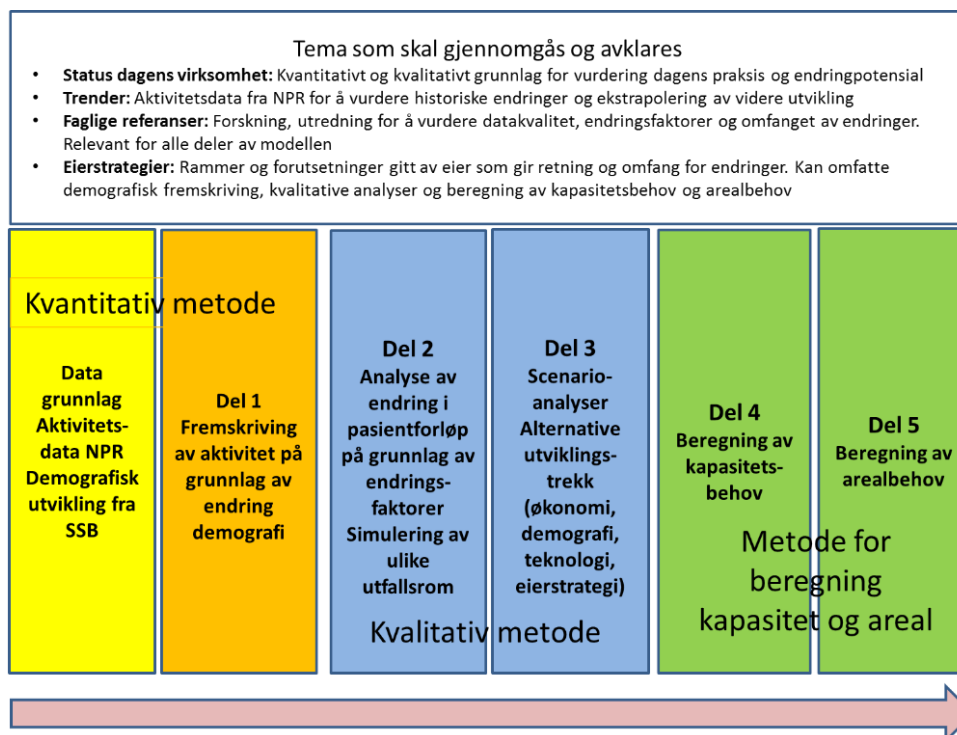 Tema som skal gjennomgås og avklares
• Status dagens virksomhet: Kvantitativt og kvalitativt grunnlag for vurdering dagens praksis og endringpotensial
• Trender: Aktivitetsdata fra NPR for å vurdere historiske endringer og ekstrapolering av videre utvikling
• Faglige referanser: Forskning, utredning for å vurdere datakvalitet, endringsfaktorer og omfanget av endringer.
Relevant for alle deler av modellen
• Eierstrategier: Rammer og forutsetninger gitt av eier som gir retning og omfang for endringer. Kan omfatte
demografisk fremskriving, kvalitative analyser og beregning av kapasitetsbehov og arealbehov
Kvantitativ metode
Data
grunnlag
Aktivitets-
data NPR
Demografisk
utvikling fra
SSB
Del 1
Fremskriving
av aktivitet på
grunnlag av
endring
demografi
Del 2
Analyse av
endring i
pasientforløp
på grunnlag av
endrings-
faktorer
Simulering av
ulike
utfallsrom
Del 3
Scenario-
analyser
Alternative
utviklings-
trekk
(økonomi,
demografi,
teknologi,
eierstrategi)
Kvalitativ metode
Del 4
Beregning av
kapasitets-
behov
Del 5
Beregning av
arealbehov
Metode for
beregning
kapasitet og areal